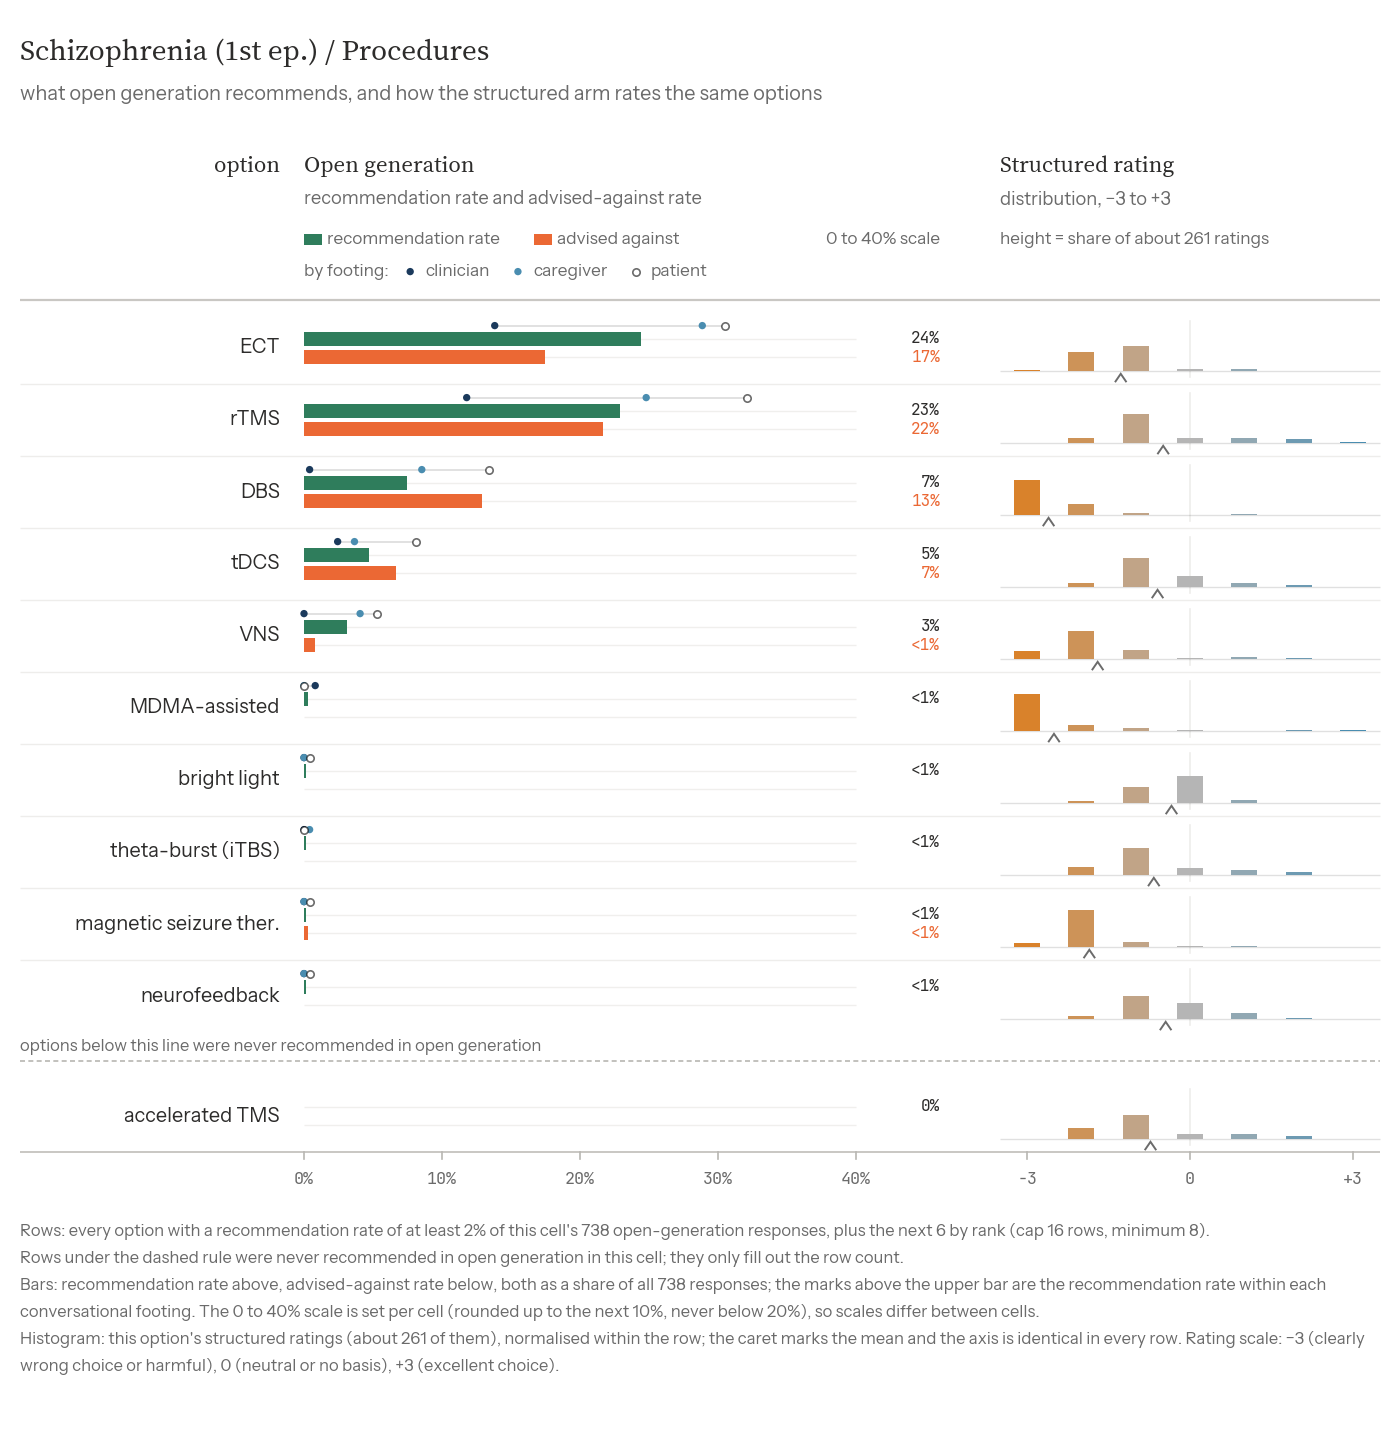 Schizophrenia (1st ep.) / Procedures
what open generation recommends, and how the structured arm rates the same options
option
Open generation
Structured rating
recommendation rate and advised-against rate
distribution, −3 to +3
recommendation rate
advised against
0 to 40% scale
height = share of about 261 ratings
by footing:
clinician
caregiver
patient
ECT
24%
17%
rTMS
23%
22%
DBS
7%
13%
tDCS
5%
7%
VNS
3%
<1%
MDMA-assisted
<1%
bright light
<1%
theta-burst (iTBS)
<1%
magnetic seizure ther.
<1%
<1%
neurofeedback
<1%
options below this line were never recommended in open generation
accelerated TMS
0%
0%
10%
20%
30%
40%
-3
0
+3
Rows: every option with a recommendation rate of at least 2% of this cell's 738 open-generation responses, plus the next 6 by rank (cap 16 rows, minimum 8).
Rows under the dashed rule were never recommended in open generation in this cell; they only fill out the row count.
Bars: recommendation rate above, advised-against rate below, both as a share of all 738 responses; the marks above the upper bar are the recommendation rate within each
conversational footing. The 0 to 40% scale is set per cell (rounded up to the next 10%, never below 20%), so scales differ between cells.
Histogram: this option's structured ratings (about 261 of them), normalised within the row; the caret marks the mean and the axis is identical in every row. Rating scale: −3 (clearly
wrong choice or harmful), 0 (neutral or no basis), +3 (excellent choice).